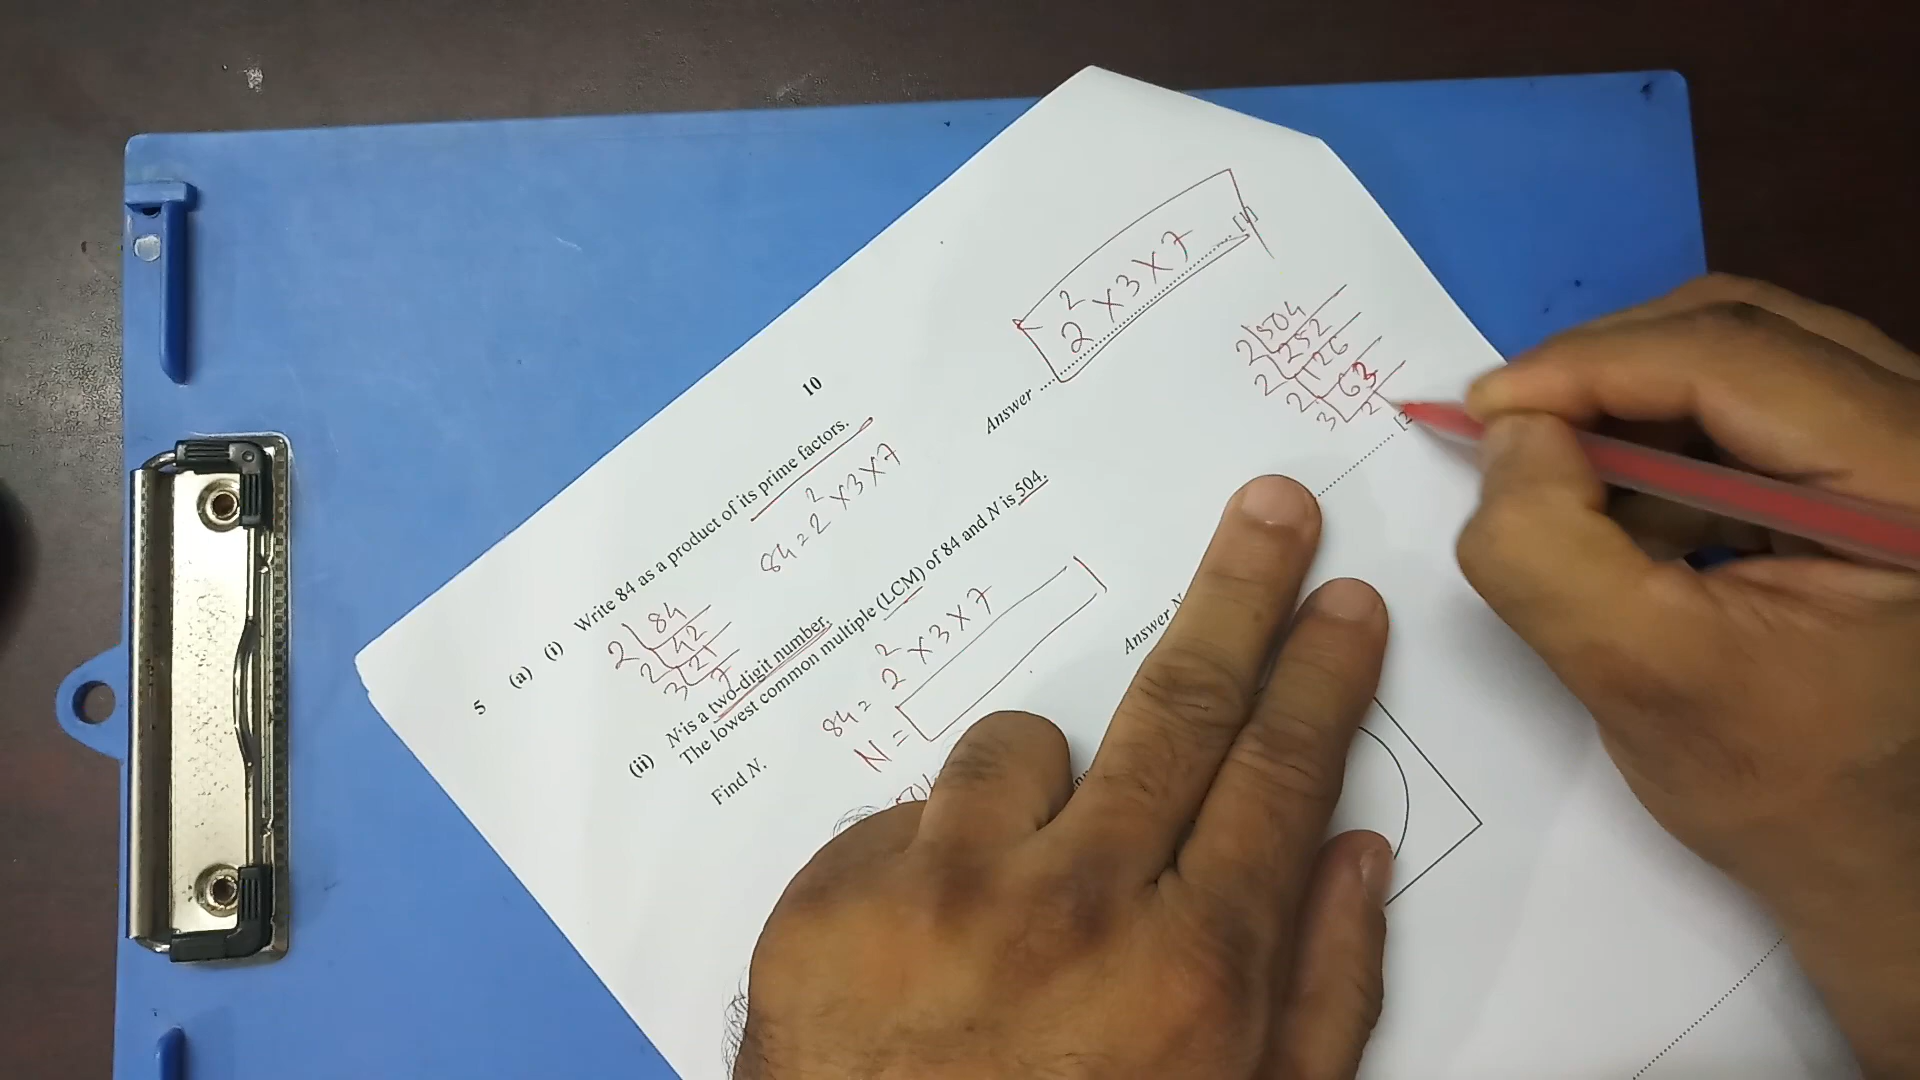 10
5 (a) (i) Write 84 as a product of its prime factors.
84 = 2² × 3 × 7
2 84
2 42
3 21
7
Answer 2² × 3 × 7 [1]
(ii) N is a two-digit number.
The lowest common multiple (LCM) of 84 and N is 504.
Find N.
84 = 2² × 3 × 7
N =
2 504
2 252
2 126
3 63
2
Answer N